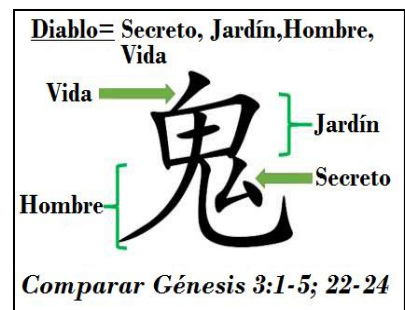 Diablo= Secreto, Jardín,Hombre,
Vida
Vida
鬼
Jardín
Secreto
Hombre
Comparar Génesis 3:1-5; 22-24